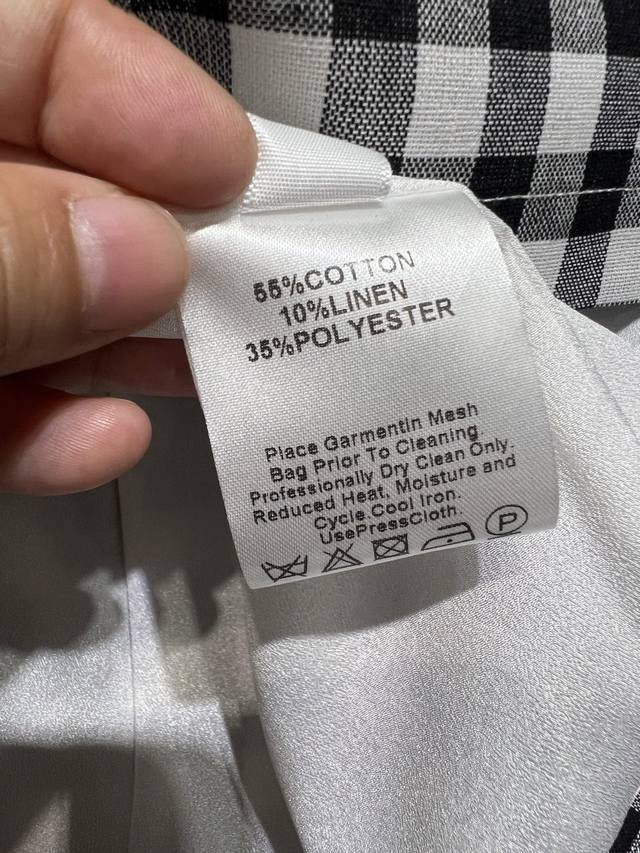 55%COTTON
10%LINEN
35%POLYESTER
Place Garmentin Mesh
Bag Prior To Cleaning
Professionally Dry Clean Only.
Reduced Heat, Moisture and
Cycle.Cool Iron.
UsePressCloth.
P